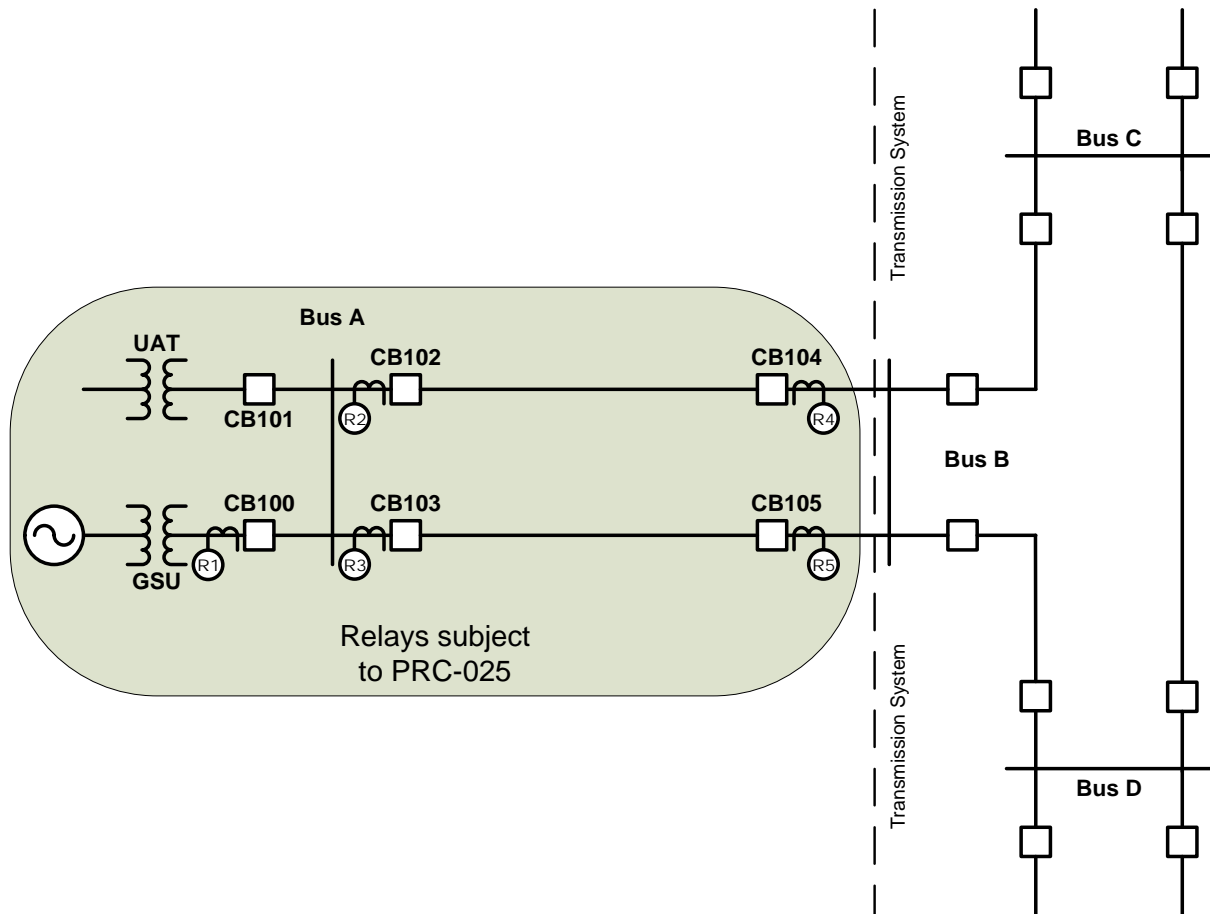 Transmission System
Bus C
Bus A
UAT
CB102
CB104
CB101
R2
R4
Bus B
CB100
CB103
CB105
R1
R3
R5
GSU
Relays subject
to PRC-025
Transmission System
Bus D